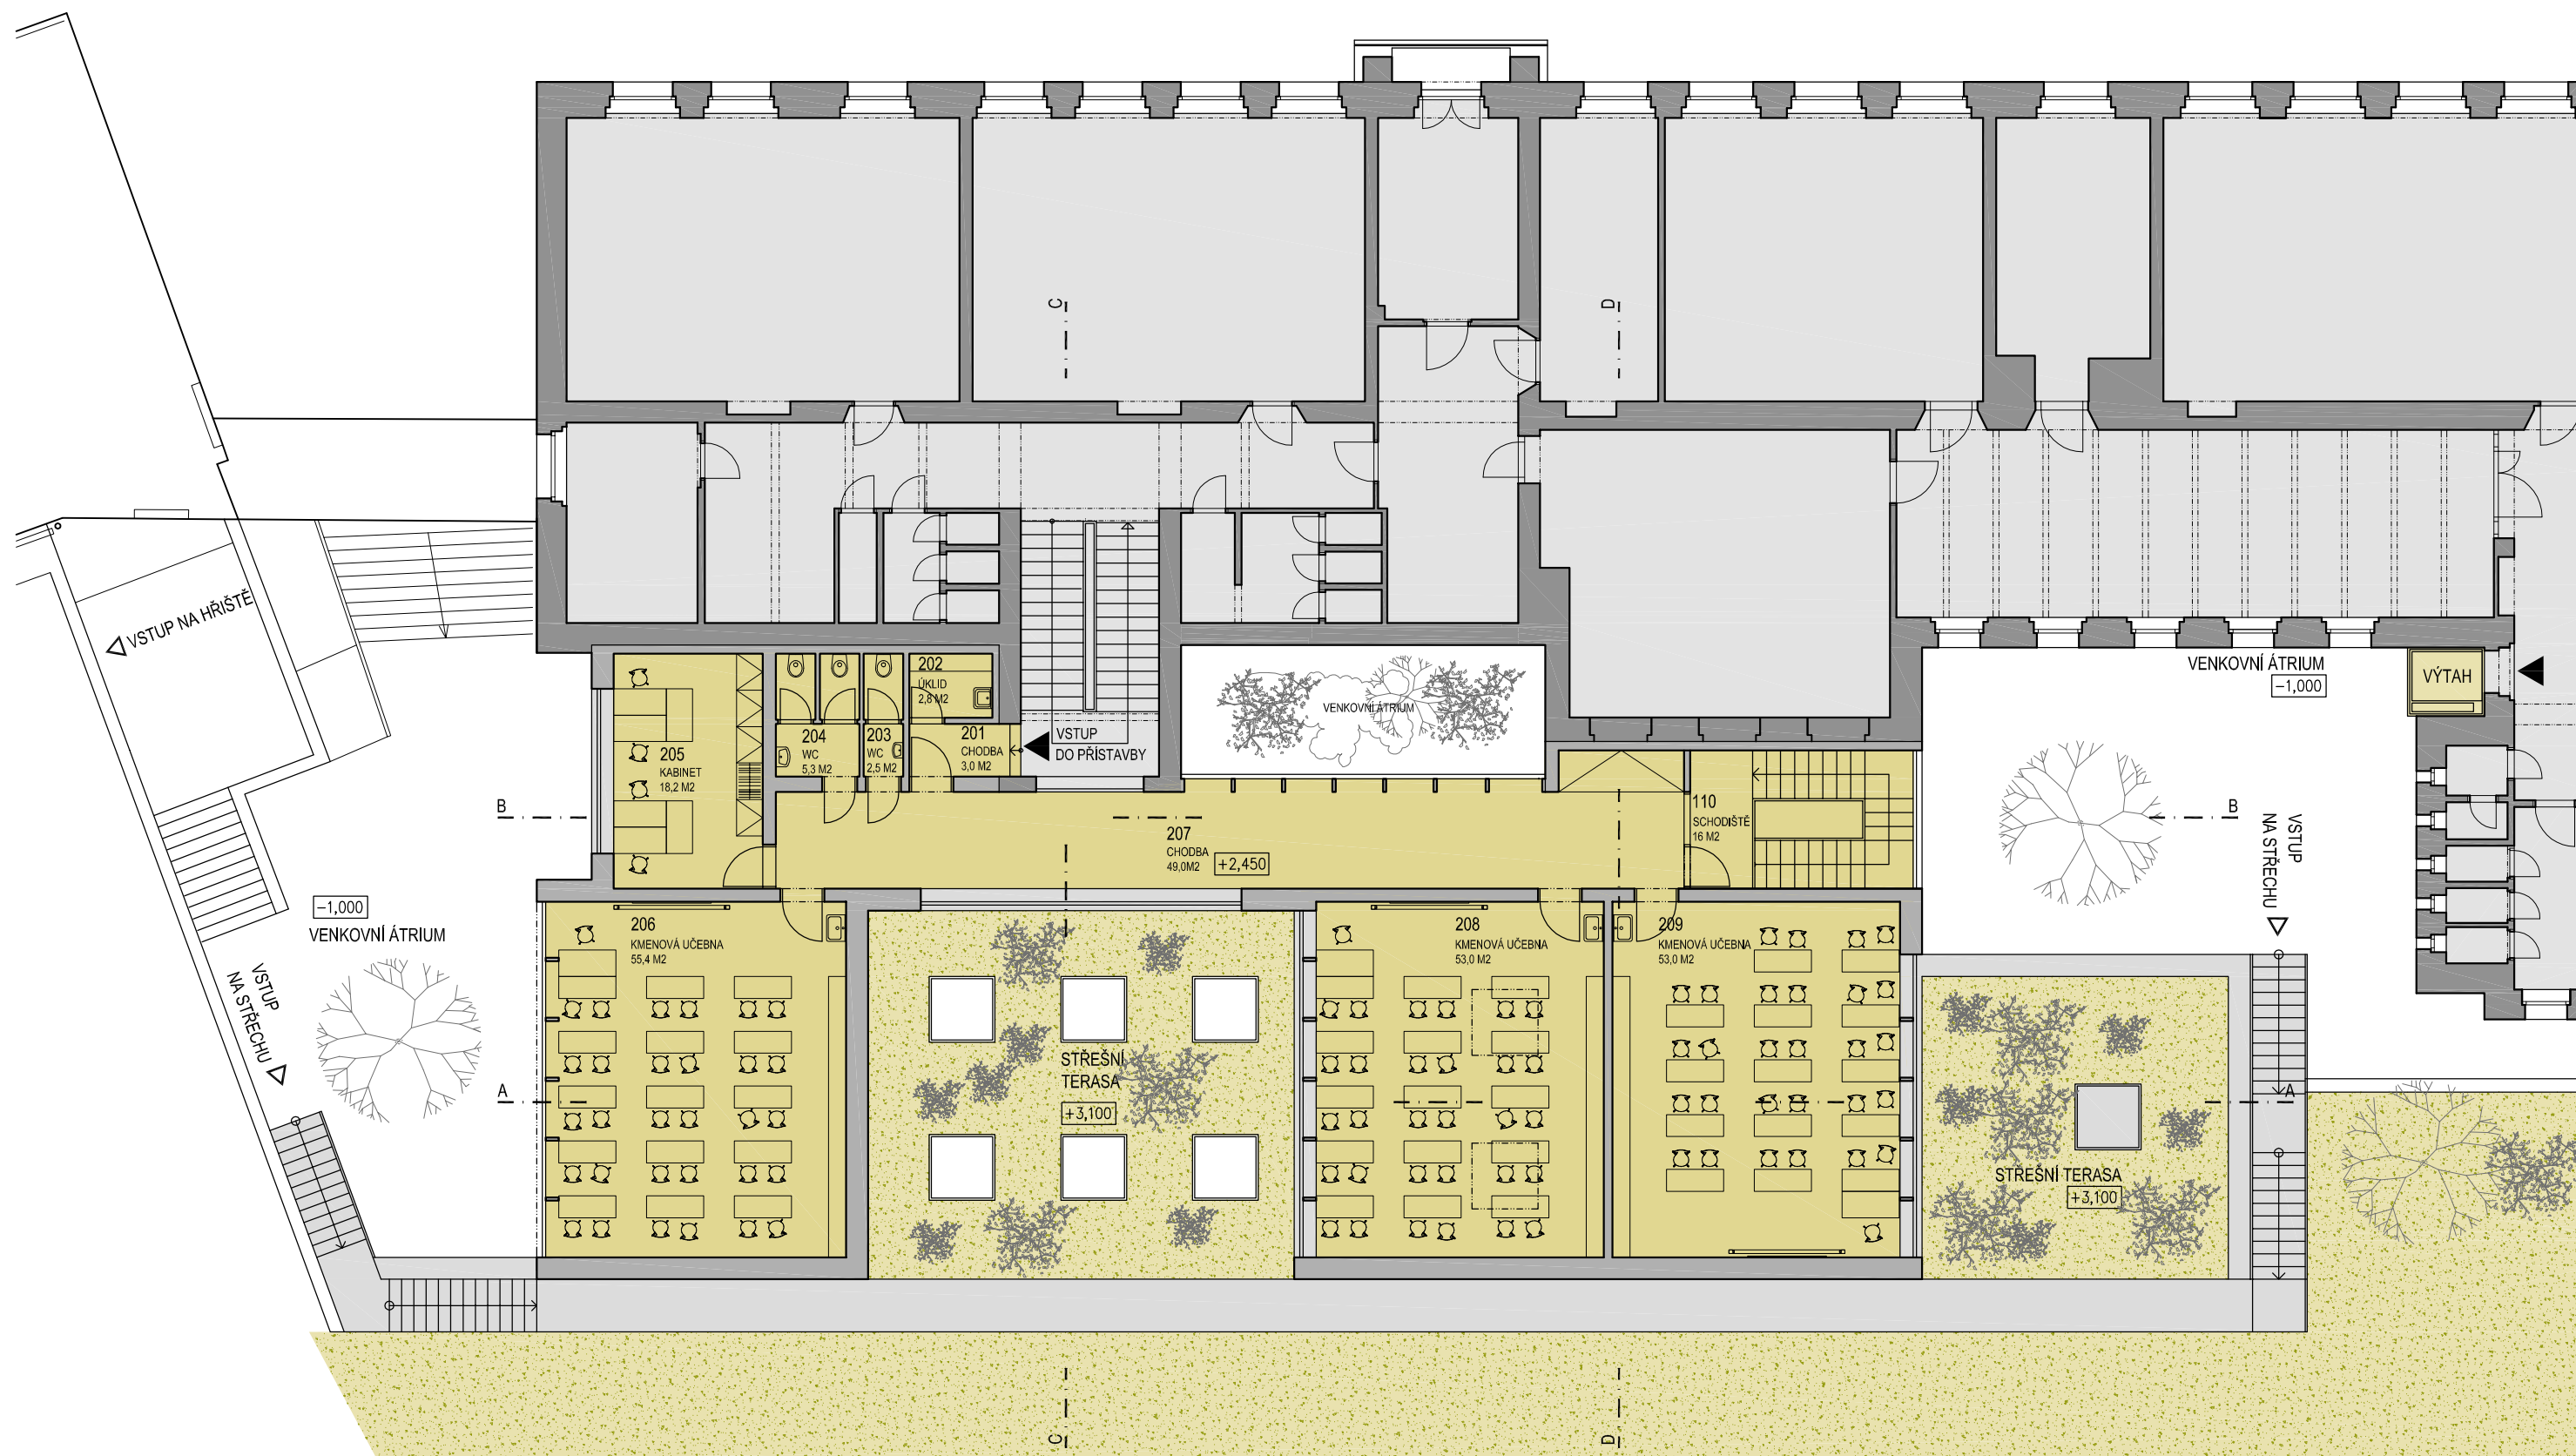 C
D
VSTUP NA HŘIŠTĚ
202
ÚKLID
2,8 M2
VENKOVNÍ ÁTRIUM
-1,000
VÝTAH
VENKOVNÍ ÁTRIUM
204
WC
5,3 M2
203
WC
2,5 M2
201
CHODBA
3,0 M2
VSTUP
DO PŘÍSTAVBY
205
KABINET
18,2 M2
B
B
110
SCHODIŠTĚ
16 M2
207
CHODBA
49,0M2
+2,450
VSTUP
NA STŘECHU
-1,000
VENKOVNÍ ÁTRIUM
206
KMENOVÁ UČEBNA
55,4 M2
208
KMENOVÁ UČEBNA
53,0 M2
209
KMENOVÁ UČEBNA
53,0 M2
VSTUP
NA STŘECHU
STŘEŠNÍ
TERASA
+3,100
A
A
STŘEŠNÍ TERASA
+3,100
C
D